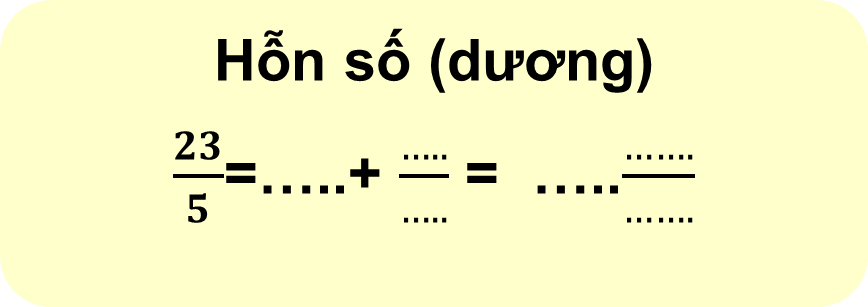 Hỗn số (dương)
23/5=.....+ ...../..... = .....……./…….